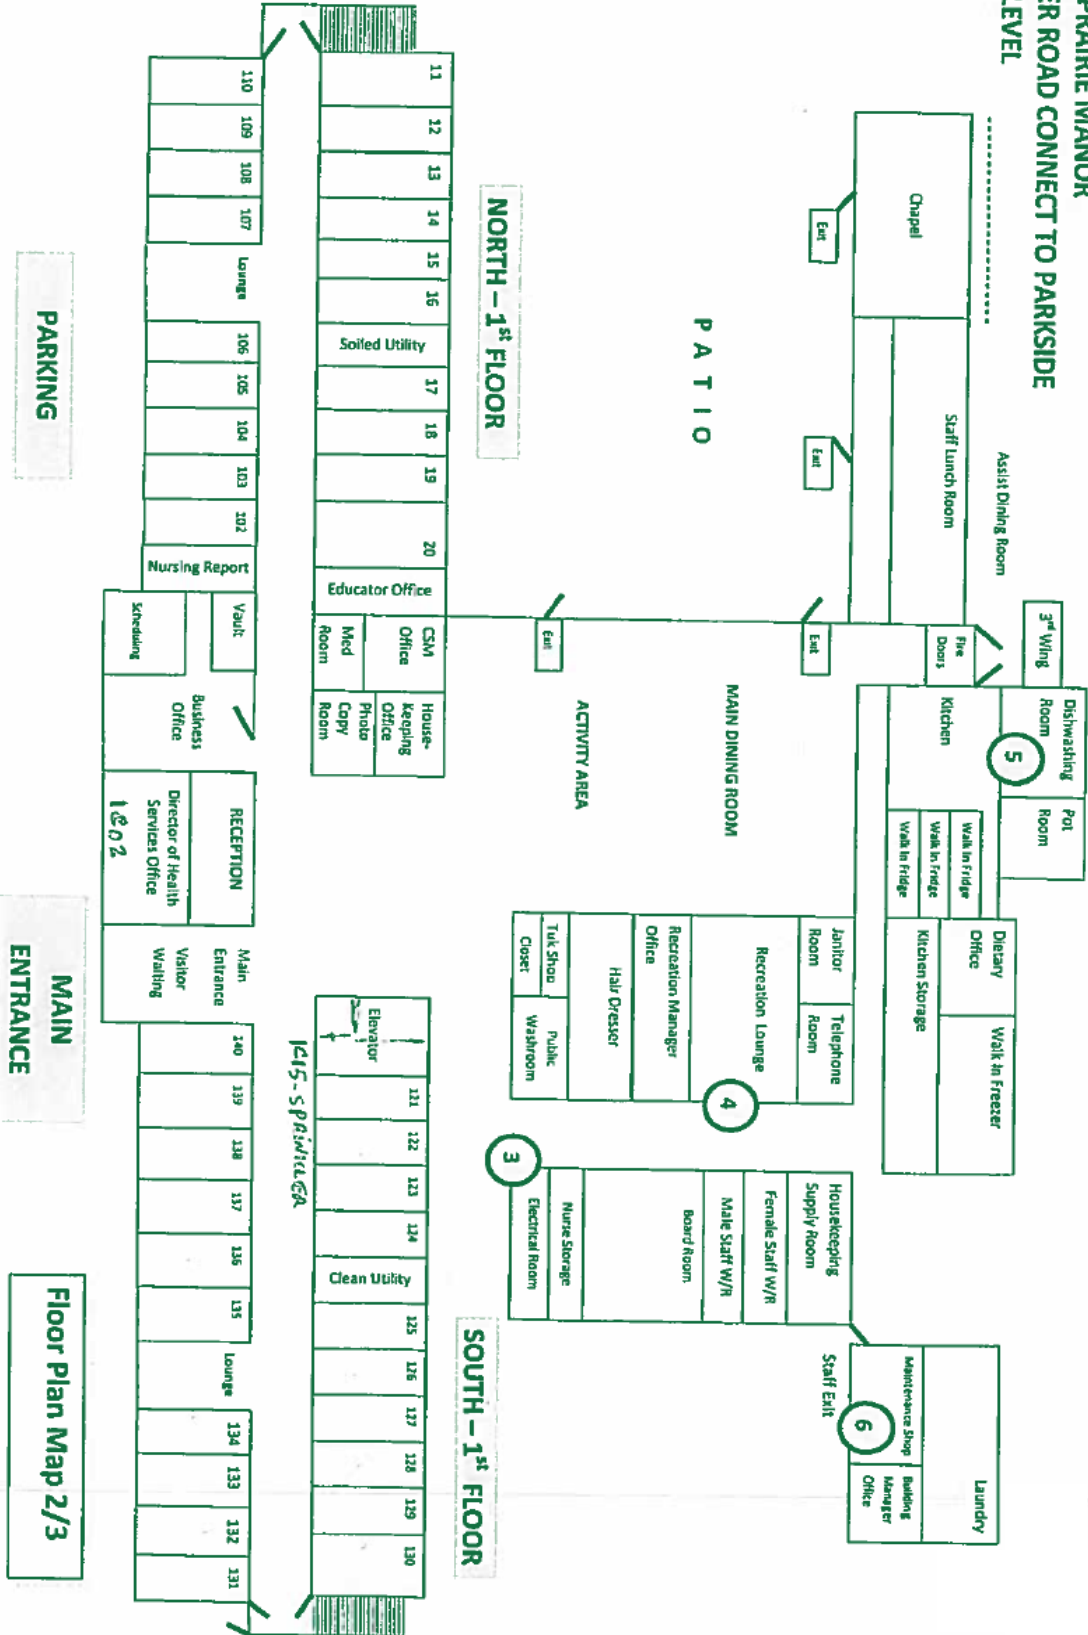 PRAIRIE MANOR
ER ROAD CONNECT TO PARKSIDE
LEVEL
Chapel
Exit
Staff Lunch Room
Exit
Assist Dining Room
PATIO
3rd Wing
Fire Doors
Exit
Exit
Dishwashing Room
5
Pot Room
Kitchen
Walk In Fridge
Walk In Fridge
Walk In Fridge
Dietary Office
Walk In Freezer
Kitchen Storage
MAIN DINING ROOM
ACTIVITY AREA
Janitor Room
Telephone Room
Recreation Lounge
4
Recreation Manager Office
Hair Dresser
Tuk Shop
Closet
Public Washroom
3
Housekeeping Supply Room
Female Staff W/R
Male Staff W/R
Board Room
Nurse Storage
Electrical Room
Laundry
Maintenance Shop
6
Building Manager Office
Staff Exit
NORTH – 1st FLOOR
11
12
13
14
15
16
Soiled Utility
17
18
19
20
Educator Office
CSM Office
Med Room
House-
Keeping
Office
Photo
Copy
Room
110
109
108
107
Lounge
106
105
104
103
102
Nursing Report
Vault
Scheduling
Business Office
RECEPTION
Director of Health
Services Office
1802
Main
Entrance
Visitor
Waiting
SOUTH – 1st FLOOR
Elevator
121
122
123
124
Clean Utility
125
126
127
128
129
130
140
139
138
137
136
135
Lounge
134
133
132
131
PARKING
MAIN
ENTRANCE
Floor Plan Map 2/3